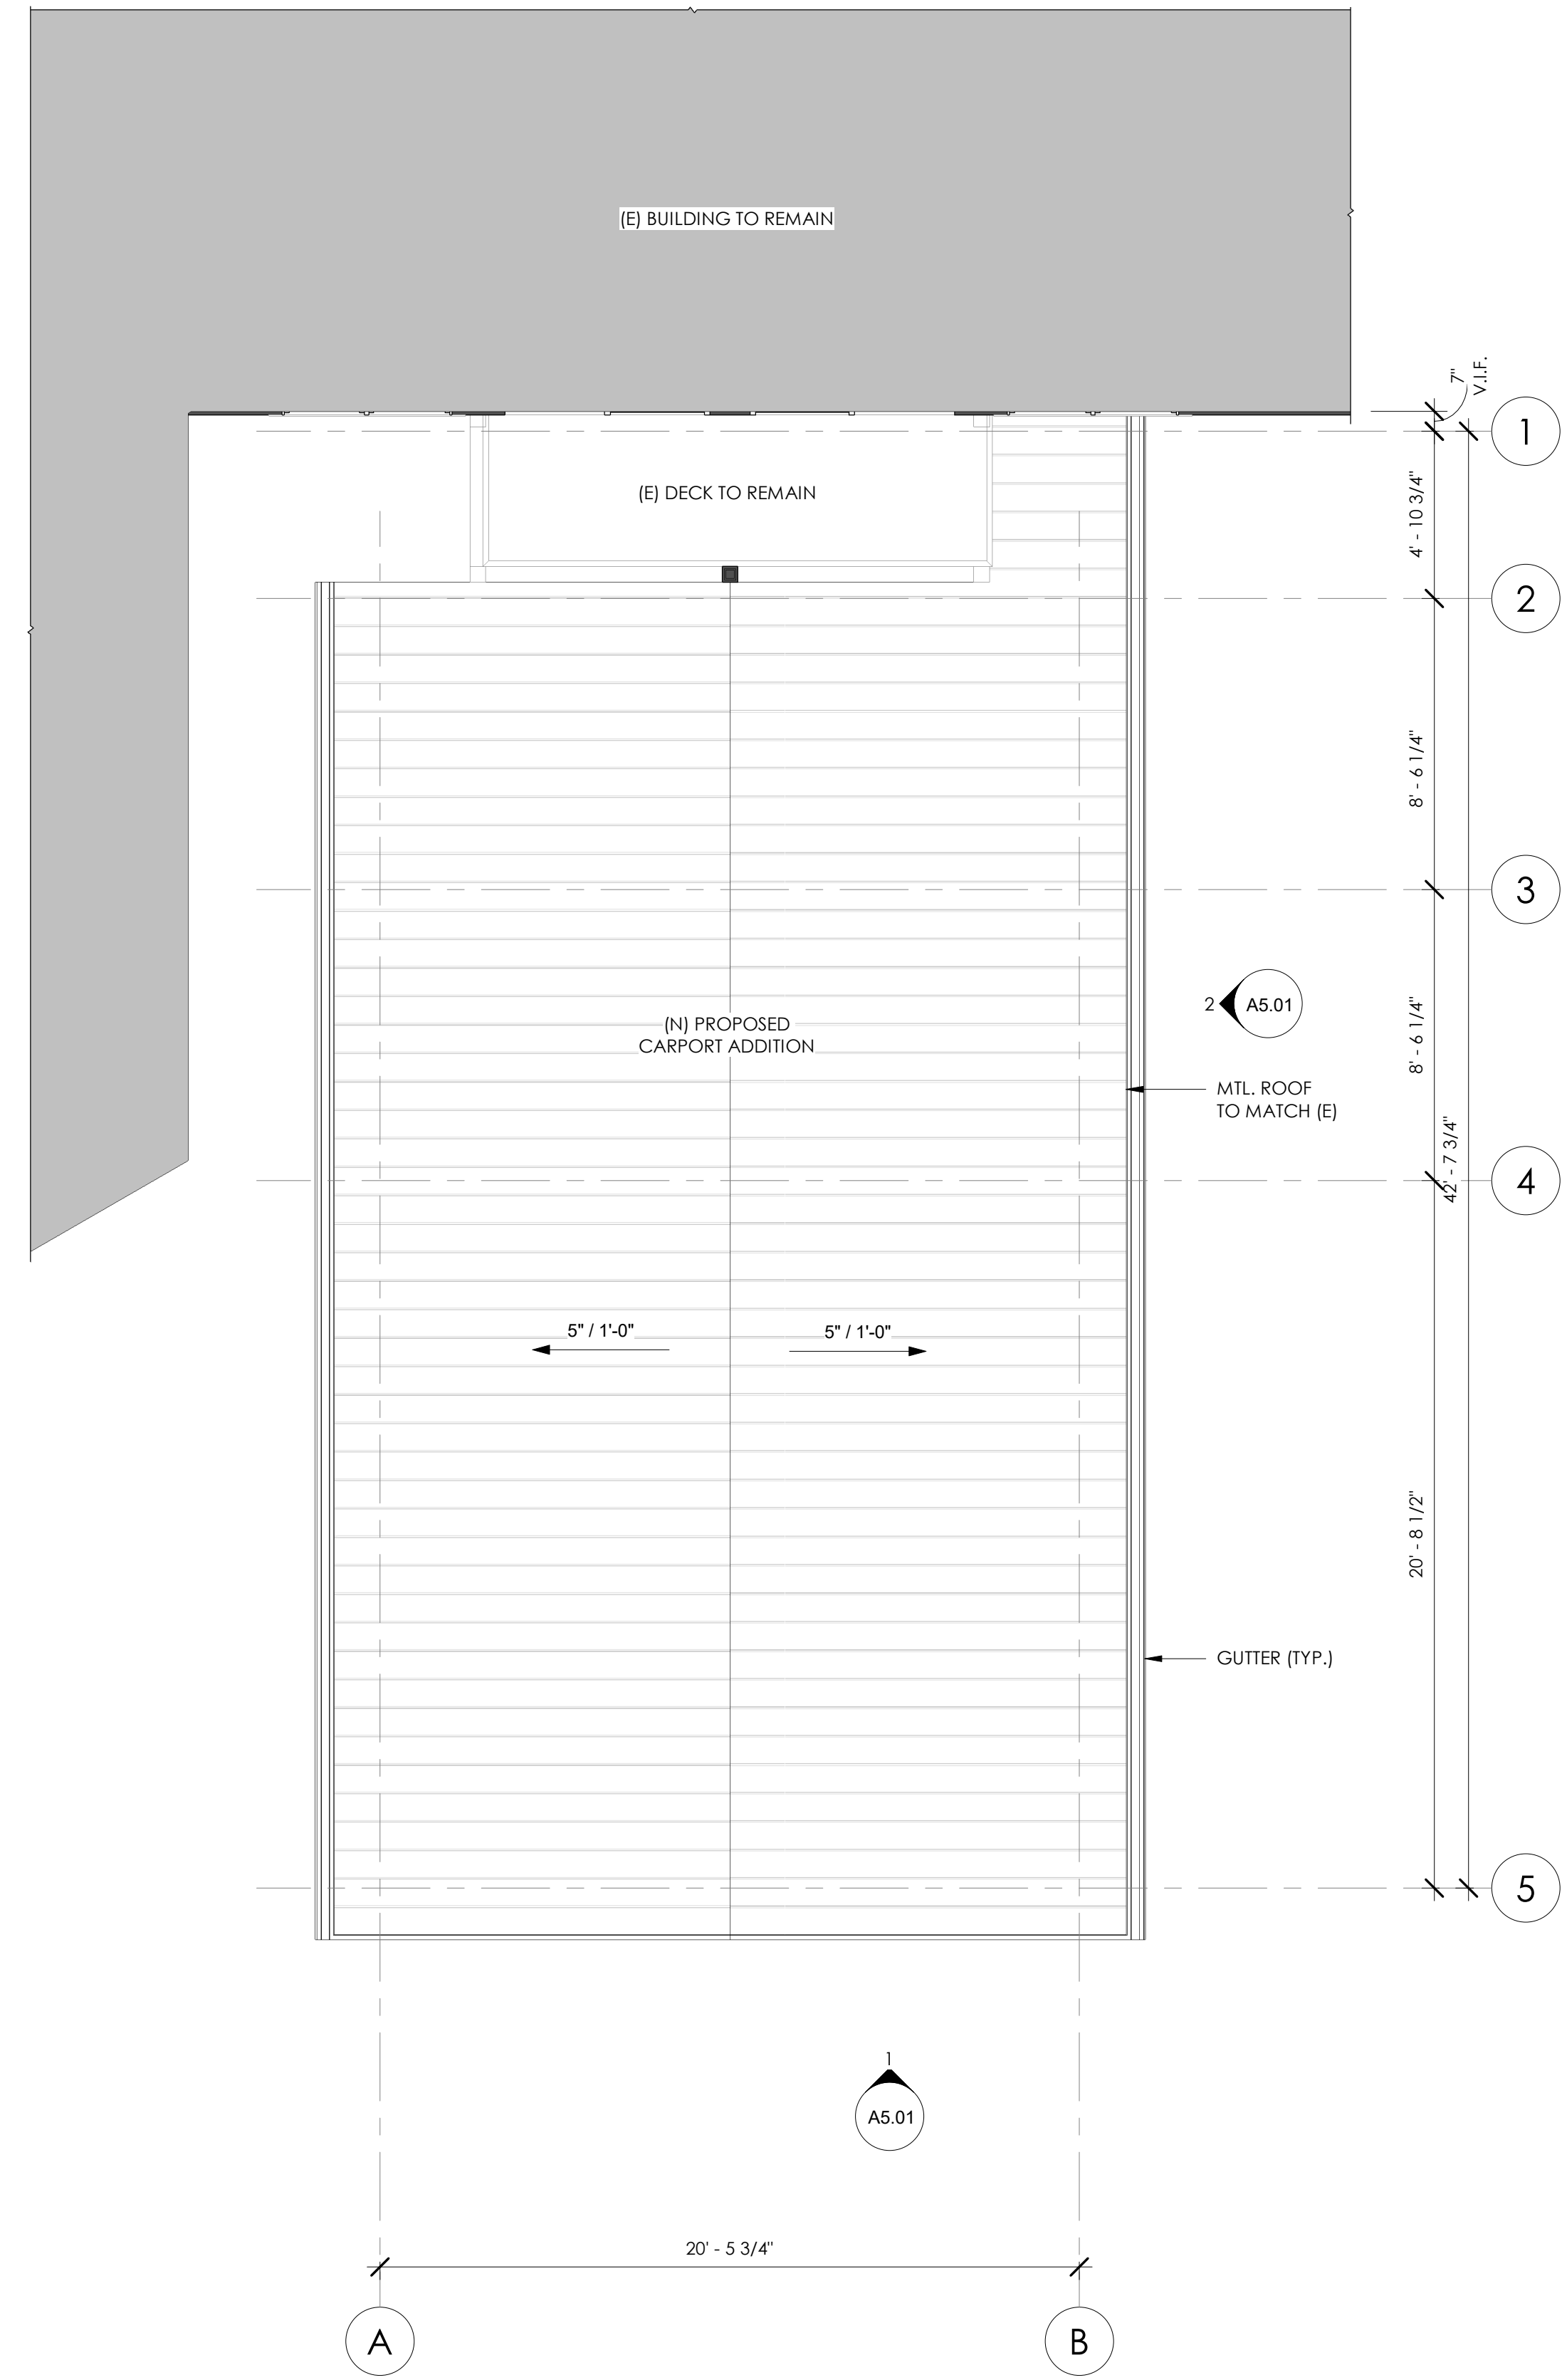 (E) BUILDING TO REMAIN
7"
V.I.F.
1
(E) DECK TO REMAIN
4' - 10 3/4"
2
8' - 6 1/4"
3
2
A5.01
(N) PROPOSED
CARPORT ADDITION
8' - 6 1/4"
MTL. ROOF
TO MATCH (E)
42' - 7 3/4"
4
5" / 1'-0"
5" / 1'-0"
20' - 8 1/2"
GUTTER (TYP.)
5
1
A5.01
20' - 5 3/4"
A
B